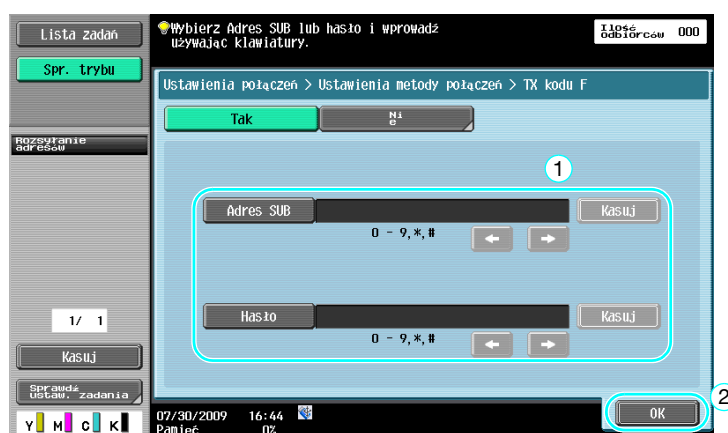 Lista zadań
Spr. trybu
Rozsyłanie
adresów
1/ 1
Kasuj
Sprawdź
ustaw. zadania
Y M C K
Wybierz Adres SUB lub hasło i wprowadź
używając klawiatury.
Ilość
odbiorców 000
Ustawienia połączeń > Ustawienia metody połączeń > TX kodu F
Tak
Ni
e
1
Adres SUB
Kasuj
0 - 9,*,#
← →
Hasło
Kasuj
0 - 9,*,#
← →
2
OK
07/30/2009 16:44
Pamięć 0%